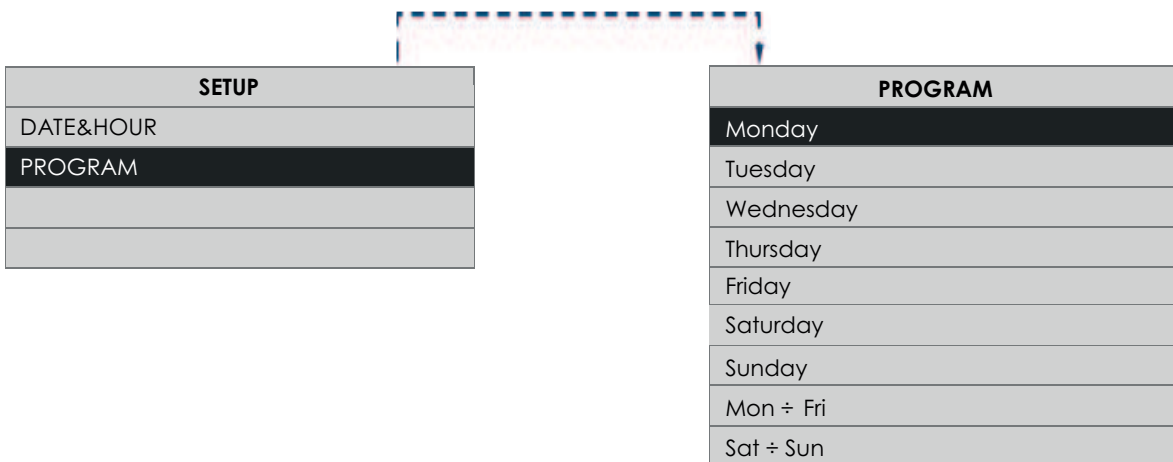 SETUP
DATE&HOUR
PROGRAM
PROGRAM
Monday
Tuesday
Wednesday
Thursday
Friday
Saturday
Sunday
Mon ÷ Fri
Sat ÷ Sun